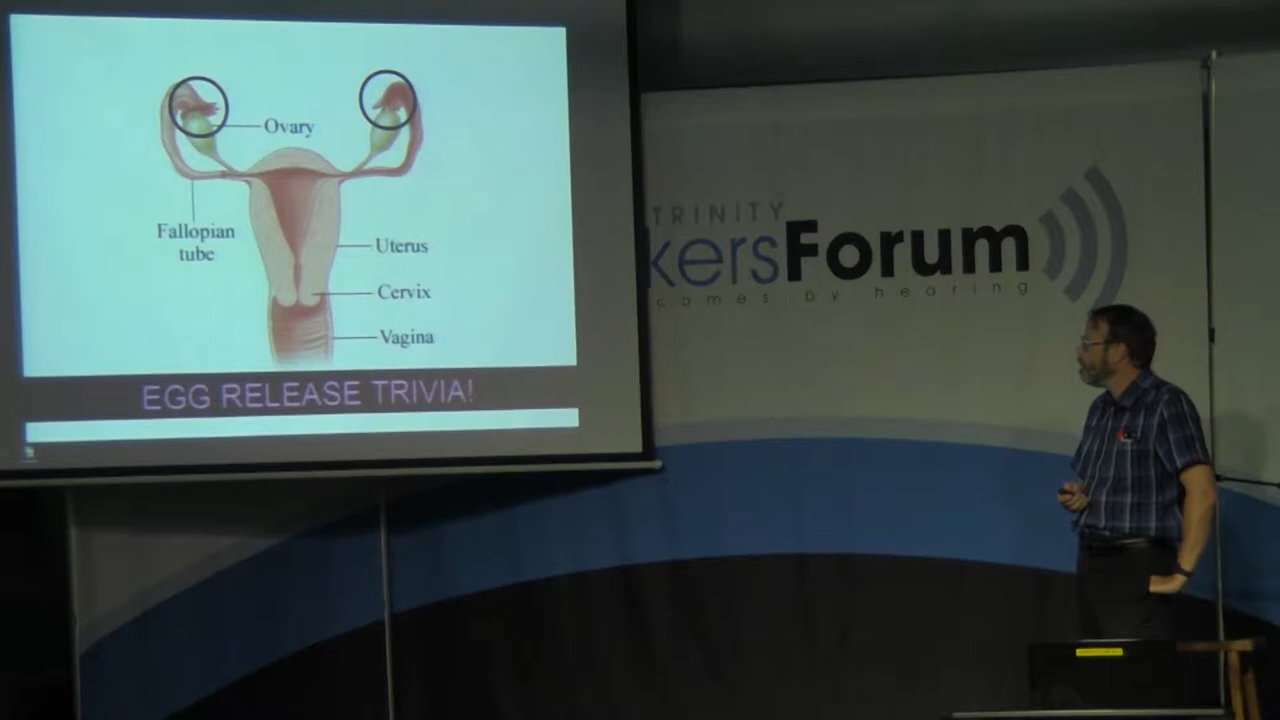 Ovary
Fallopian
tube
Uterus
Cervix
Vagina
EGG RELEASE TRIVIA!
TRINITY
kersForum
comes by hearing